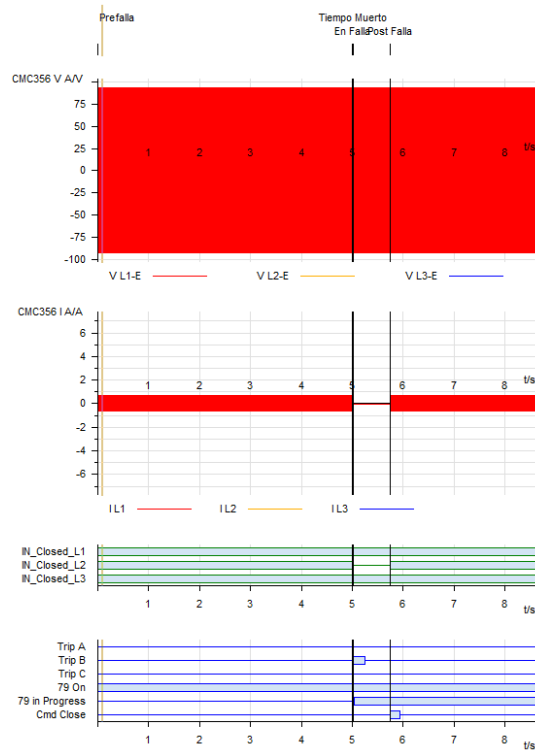 Prefalla
Tiempo Muerto
En Falla
Post Falla
CMC356 V A/V
75
50
25
0
-25
-50
-75
-100
1 2 3 4 5 6 7 8 t/s
V L1-E V L2-E V L3-E
CMC356 I A/A
6
4
2
0
-2
-4
-6
1 2 3 4 5 6 7 8 t/s
I L1 I L2 I L3
IN_Closed_L1
IN_Closed_L2
IN_Closed_L3
1 2 3 4 5 6 7 8 t/s
Trip A
Trip B
Trip C
79 On
79 in Progress
Cmd Close
1 2 3 4 5 6 7 8 t/s